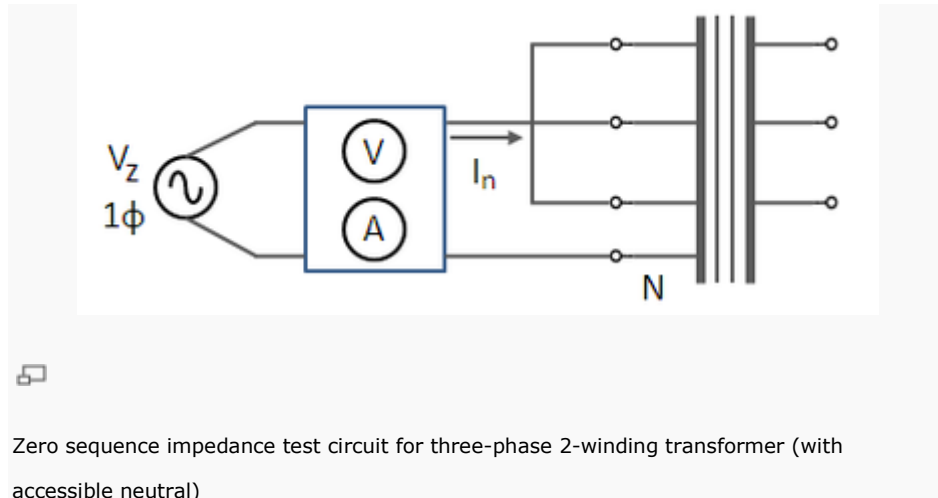 V
Vz
In
1ϕ
A
N
Zero sequence impedance test circuit for three-phase 2-winding transformer (with
accessible neutral)